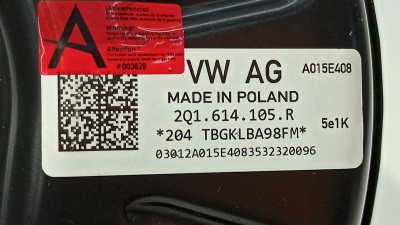 ¡Advertencia!
A
¡Warning!
¡Attention!
# 003629
VW AG
A015E408
MADE IN POLAND
2Q1.614.105.R
5e1K
*204 TBGKLBA98FM*
03012A015E4083532320096